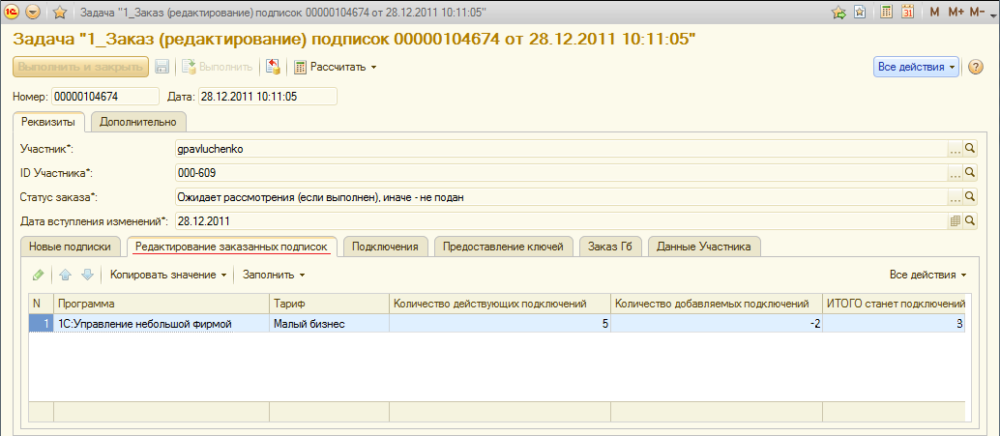 1С Задача "1_Заказ (редактирование) подписок 00000104674 от 28.12.2011 10:11:05" 31 M M+ M-
Задача "1_Заказ (редактирование) подписок 00000104674 от 28.12.2011 10:11:05"
Выполнить и закрыть Выполнить Рассчитать Все действия ?
Номер: 00000104674 Дата: 28.12.2011 10:11:05
Реквизиты Дополнительно
Участник*: gpavluchenko ...
ID Участника*: 000-609 ...
Статус заказа*: Ожидает рассмотрения (если выполнен), иначе - не подан ...
Дата вступления изменений*: 28.12.2011
Новые подписки Редактирование заказанных подписок Подключения Предоставление ключей Заказ Гб Данные Участника
Копировать значение Заполнить Все действия
N Программа Тариф Количество действующих подключений Количество добавляемых подключений ИТОГО станет подключений
1 1С:Управление небольшой фирмой Малый бизнес 5 -2 3